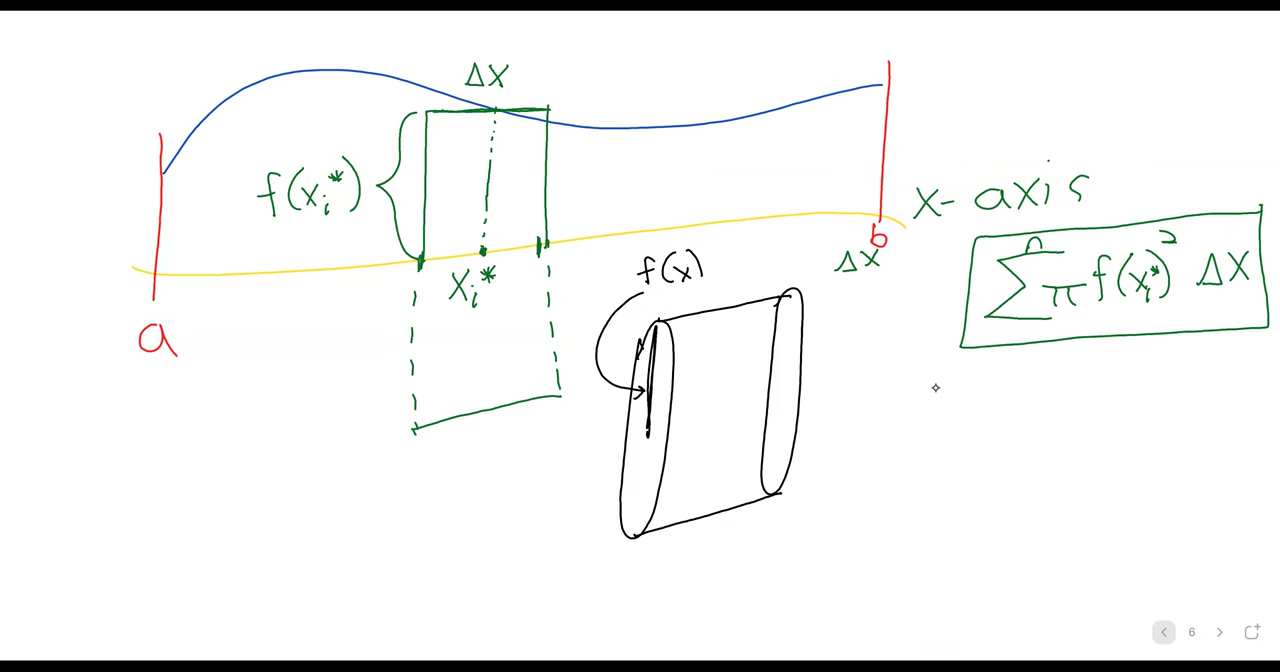 Δx
f(xᵢ*)
x-axis
xᵢ*
b
Δx
f(x)
n
∑ π f(xᵢ*)² Δx
a
6